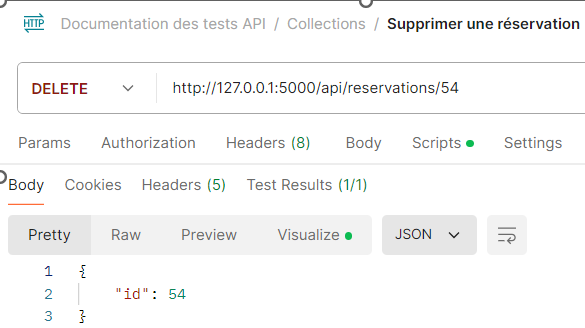 HTTP Documentation des tests API / Collections / Supprimer une réservation
DELETE http://127.0.0.1:5000/api/reservations/54
Params Authorization Headers (8) Body Scripts Settings
Body Cookies Headers (5) Test Results (1/1)
Pretty Raw Preview Visualize JSON
1 {
2 "id": 54
3 }